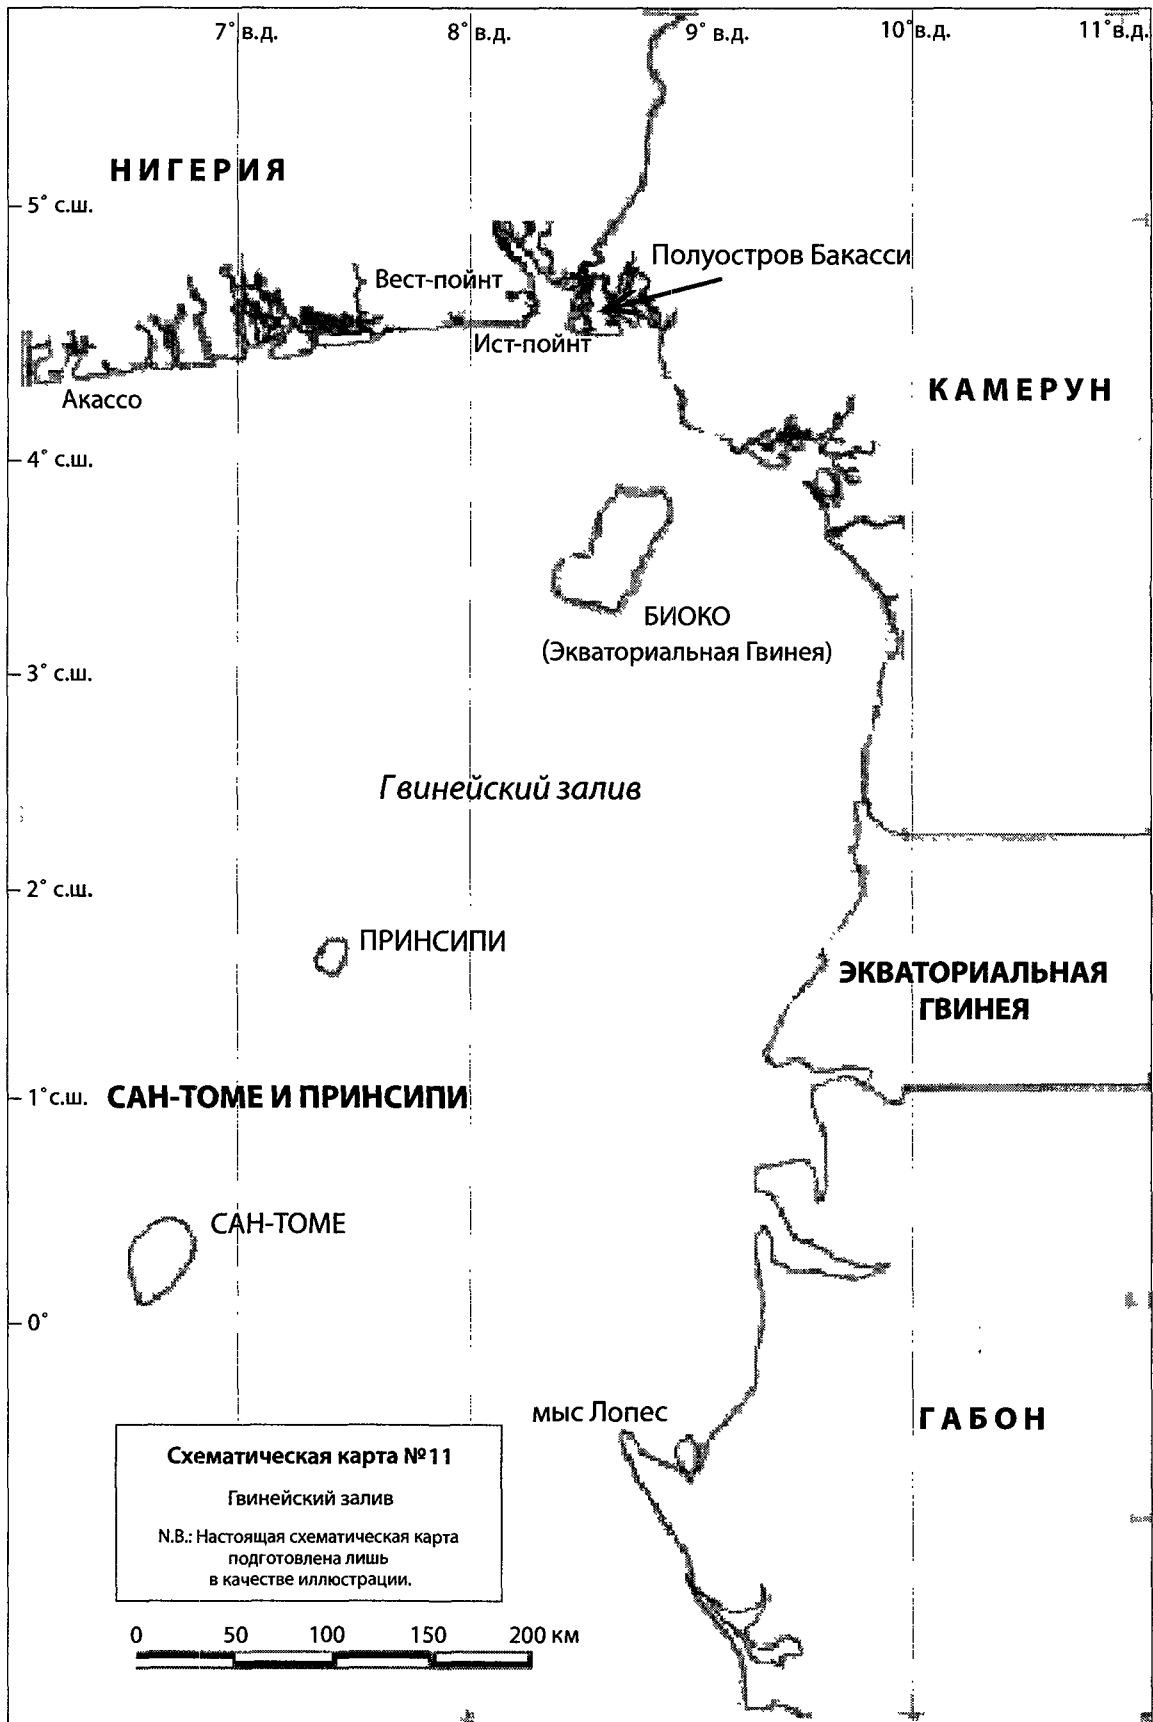 7° в.д.
8° в.д.
9° в.д.
10° в.д.
11° в.д.
НИГЕРИЯ
5° с.ш.
Полуостров Бакасси
Вест-пойнт
Ист-пойнт
Акассо
КАМЕРУН
4° с.ш.
БИОКО
(Экваториальная Гвинея)
3° с.ш.
Гвинейский залив
2° с.ш.
ПРИНСИПИ
ЭКВАТОРИАЛЬНАЯ
ГВИНЕЯ
1° с.ш.
САН-ТОМЕ И ПРИНСИПИ
САН-ТОМЕ
0°
мыс Лопес
ГАБОН
Схематическая карта №11
Гвинейский залив
N.B.: Настоящая схематическая карта
подготовлена лишь
в качестве иллюстрации.
0 50 100 150 200 км